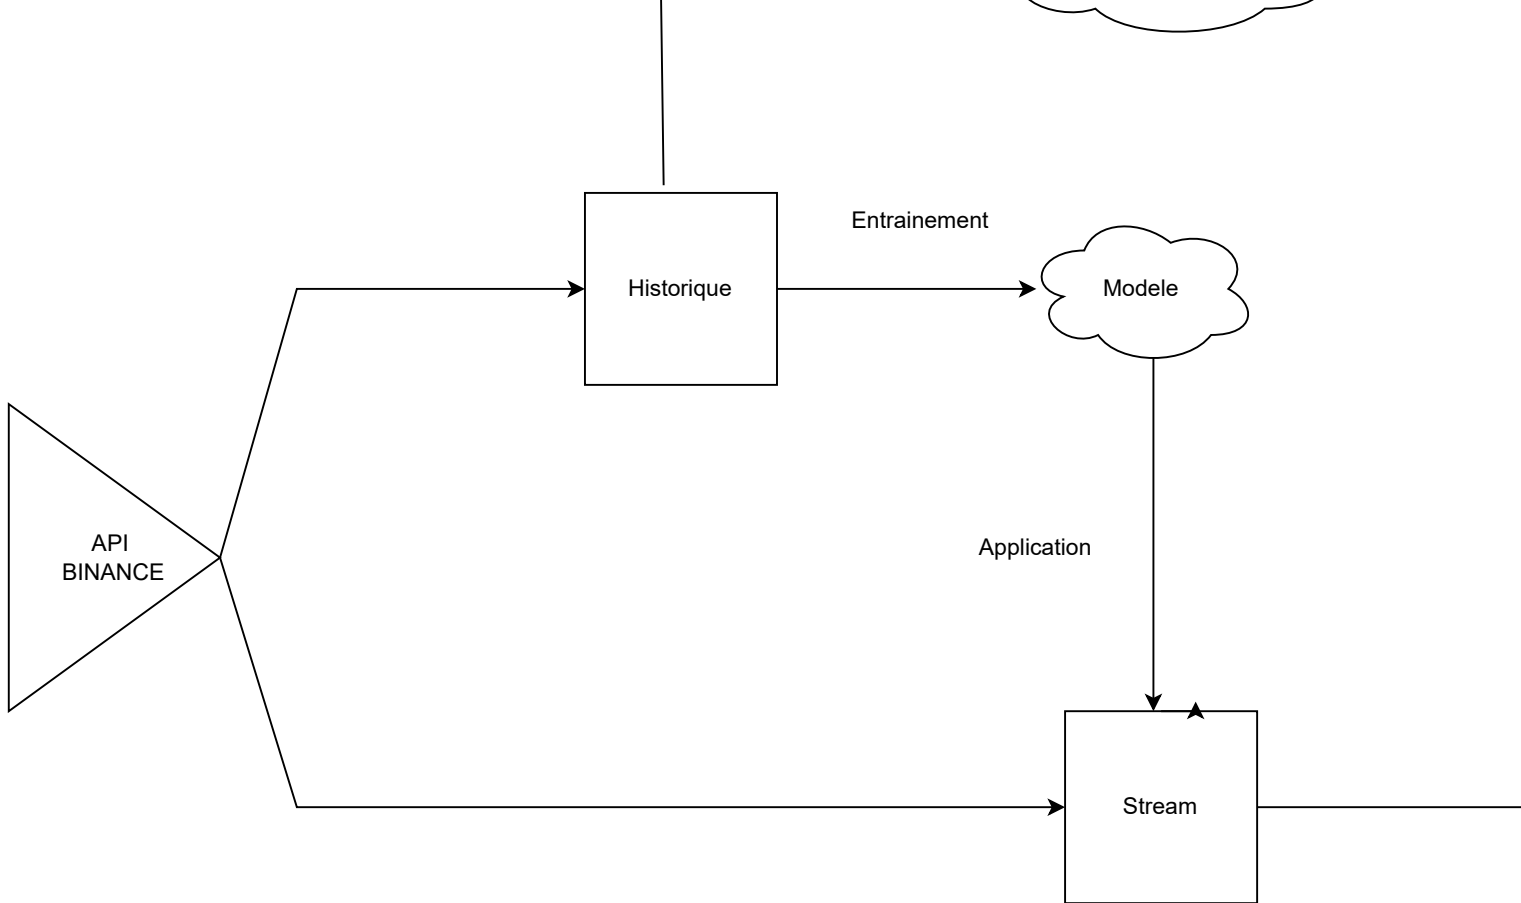 Entrainement
Historique
Modele
API
BINANCE
Application
Stream